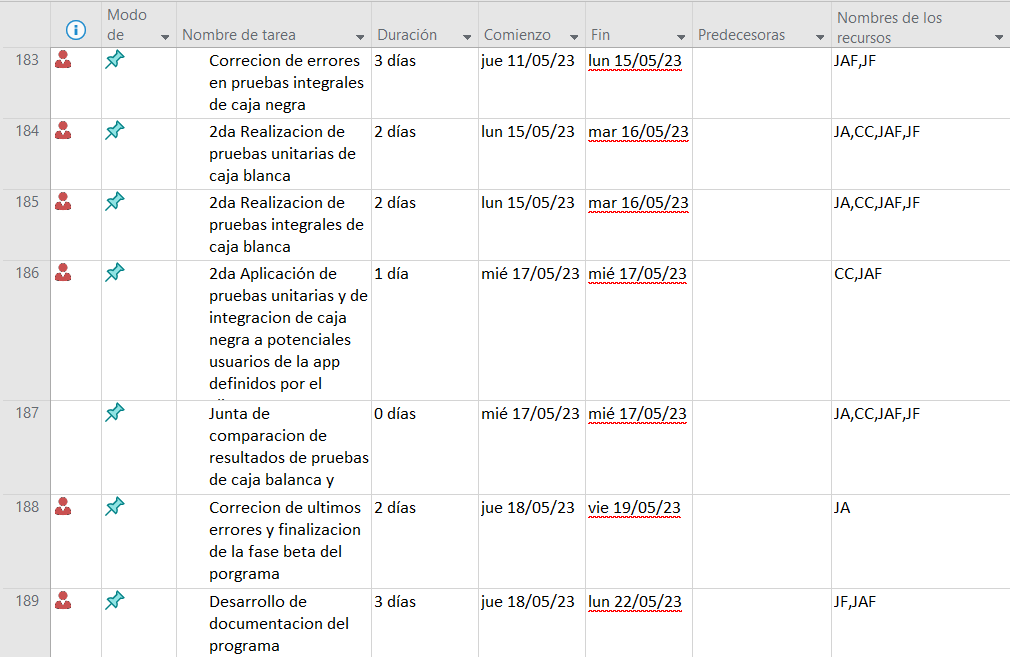 Modo de Nombre de tarea Duración Comienzo Fin Predecesoras Nombres de los recursos
183 Correcion de errores 3 días jue 11/05/23 lun 15/05/23 JAF,JF
en pruebas integrales
de caja negra
184 2da Realizacion de 2 días lun 15/05/23 mar 16/05/23 JA,CC,JAF,JF
pruebas unitarias de
caja blanca
185 2da Realizacion de 2 días lun 15/05/23 mar 16/05/23 JA,CC,JAF,JF
pruebas integrales de
caja blanca
186 2da Aplicación de 1 día mié 17/05/23 mié 17/05/23 CC,JAF
pruebas unitarias y de
integracion de caja
negra a potenciales
usuarios de la app
definidos por el
187 Junta de 0 días mié 17/05/23 mié 17/05/23 JA,CC,JAF,JF
comparacion de
resultados de pruebas
de caja balanca y
188 Correcion de ultimos 2 días jue 18/05/23 vie 19/05/23 JA
errores y finalizacion
de la fase beta del
porgrama
189 Desarrollo de 3 días jue 18/05/23 lun 22/05/23 JF,JAF
documentacion del
programa